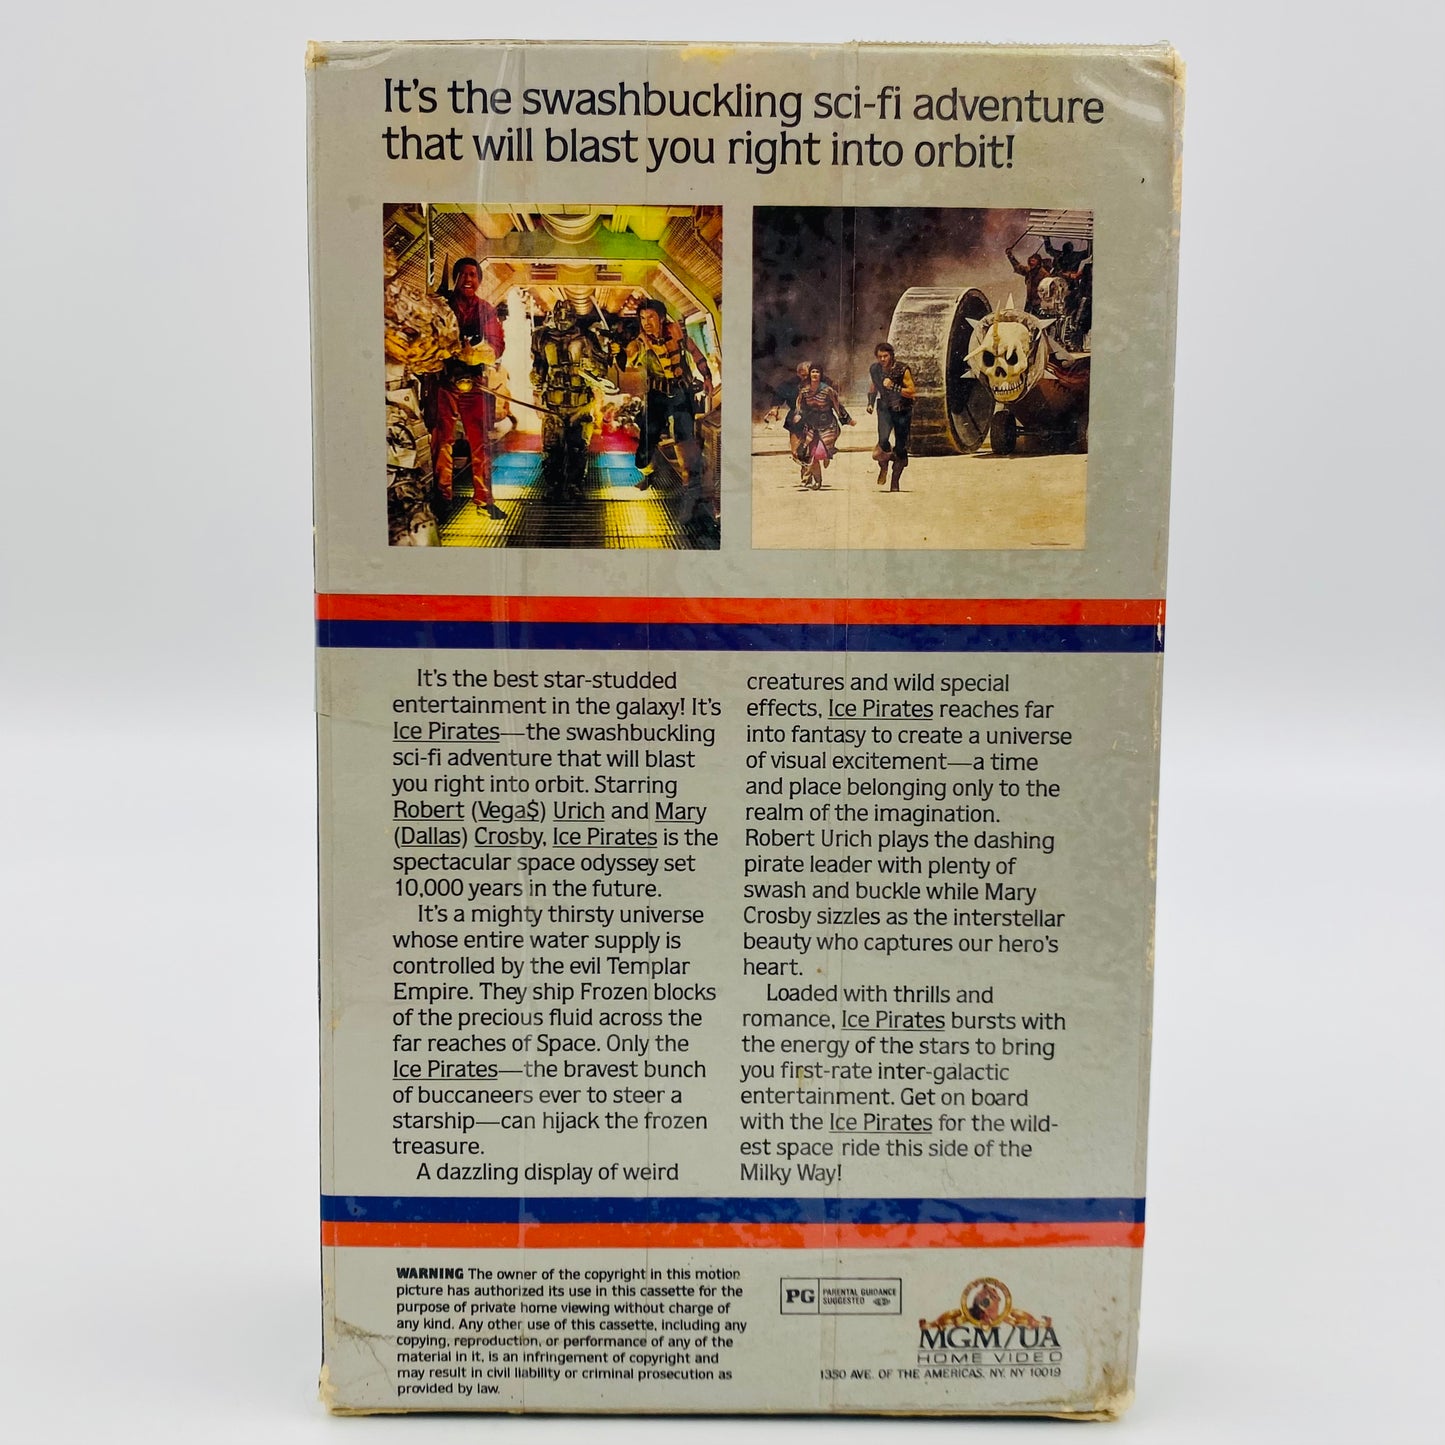 It's the swashbuckling sci-fi adventure
that will blast you right into orbit!
It's the best star-studded
entertainment in the galaxy! It's
Ice Pirates—the swashbuckling
sci-fi adventure that will blast
you right into orbit. Starring
Robert (Vega$) Urich and Mary
(Dallas) Crosby, Ice Pirates is the
spectacular space odyssey set
10,000 years in the future.
It's a mighty thirsty universe
whose entire water supply is
controlled by the evil Templar
Empire. They ship Frozen blocks
of the precious fluid across the
far reaches of Space. Only the
Ice Pirates—the bravest bunch
of buccaneers ever to steer a
starship—can hijack the frozen
treasure.
A dazzling display of weird
creatures and wild special
effects, Ice Pirates reaches far
into fantasy to create a universe
of visual excitement—a time
and place belonging only to the
realm of the imagination.
Robert Urich plays the dashing
pirate leader with plenty of
swash and buckle while Mary
Crosby sizzles as the interstellar
beauty who captures our hero's
heart.
Loaded with thrills and
romance, Ice Pirates bursts with
the energy of the stars to bring
you first-rate inter-galactic
entertainment. Get on board
with the Ice Pirates for the wild-
est space ride this side of the
Milky Way!
WARNING The owner of the copyright in this motion
picture has authorized its use in this cassette for the
purpose of private home viewing without charge of
any kind. Any other use of this cassette, including any
copying, reproduction, or performance of any of the
material in it, is an infringement of copyright and
may result in civil liability or criminal prosecution as
provided by law.
PG PARENTAL GUIDANCE
SUGGESTED
MGM/UA
HOME VIDEO
1350 AVE. OF THE AMERICAS, NY, NY 10019